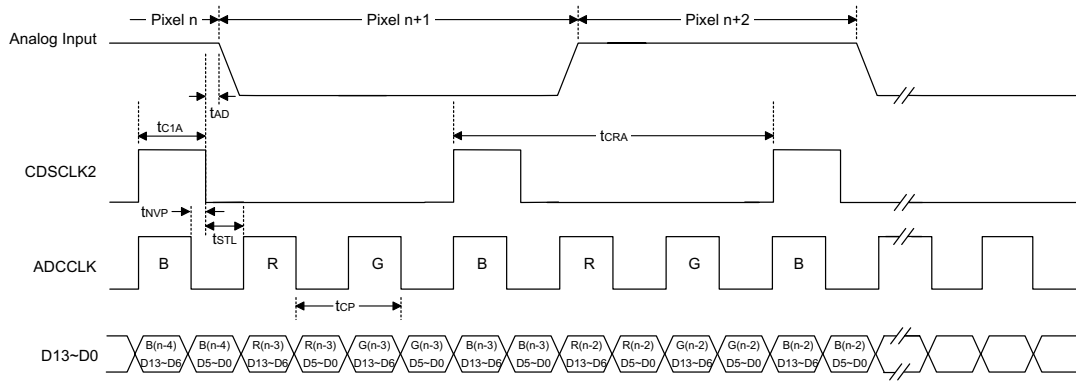 Pixel n Pixel n+1 Pixel n+2
Analog Input
tAD
tC1A tCRA
CDSCLK2
tNVP
tSTL
ADCCLK B R G B R G B
tCP
D13~D0
B(n-4) B(n-4) R(n-3) R(n-3) G(n-3) G(n-3) B(n-3) B(n-3) R(n-2) R(n-2) G(n-2) G(n-2) B(n-2) B(n-2)
D13~D6 D5~D0 D13~D6 D5~D0 D13~D6 D5~D0 D13~D6 D5~D0 D13~D6 D5~D0 D13~D6 D5~D0 D13~D6 D5~D0